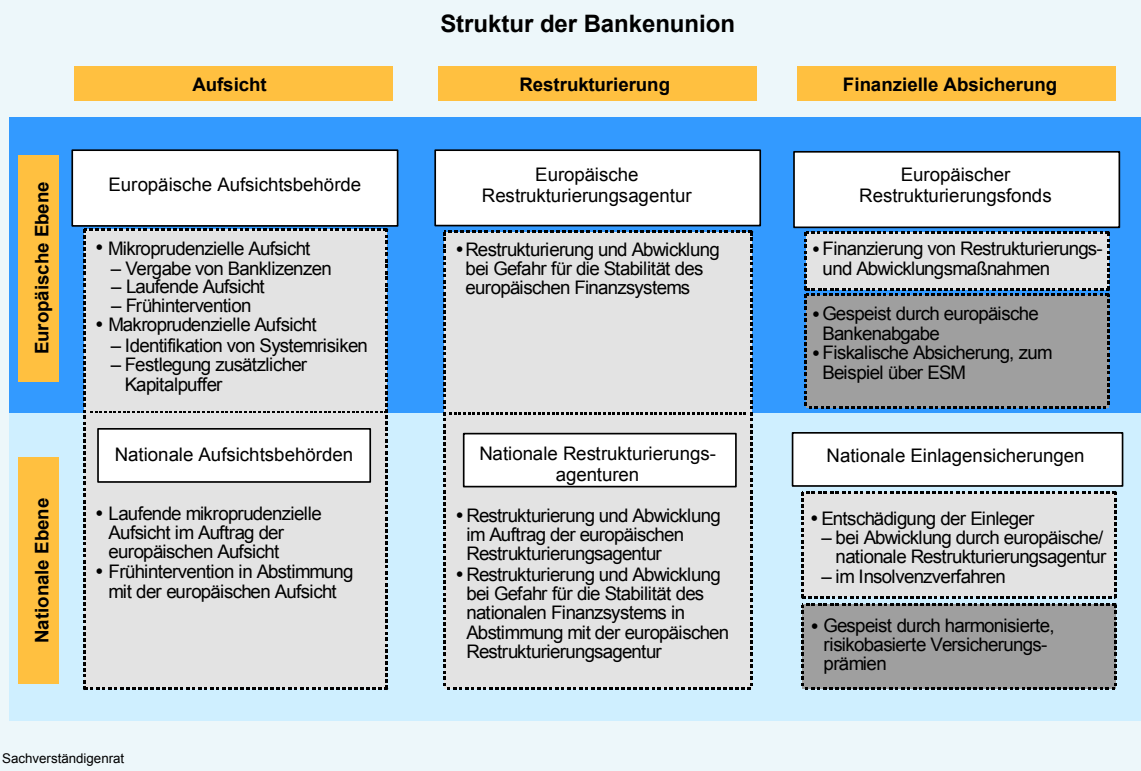 Struktur der Bankenunion
Aufsicht
Restrukturierung
Finanzielle Absicherung
Europäische Ebene
Europäische Aufsichtsbehörde
• Mikroprudenzielle Aufsicht
– Vergabe von Banklizenzen
– Laufende Aufsicht
– Frühintervention
• Makroprudenzielle Aufsicht
– Identifikation von Systemrisiken
– Festlegung zusätzlicher
Kapitalpuffer
Europäische
Restrukturierungsagentur
• Restrukturierung und Abwicklung
bei Gefahr für die Stabilität des
europäischen Finanzsystems
Europäischer
Restrukturierungsfonds
• Finanzierung von Restrukturierungs-
und Abwicklungsmaßnahmen
• Gespeist durch europäische
Bankenabgabe
• Fiskalische Absicherung, zum
Beispiel über ESM
Nationale Ebene
Nationale Aufsichtsbehörden
• Laufende mikroprudenzielle
Aufsicht im Auftrag der
europäischen Aufsicht
• Frühintervention in Abstimmung
mit der europäischen Aufsicht
Nationale Restrukturierungs-
agenturen
• Restrukturierung und Abwicklung
im Auftrag der europäischen
Restrukturierungsagentur
• Restrukturierung und Abwicklung
bei Gefahr für die Stabilität des
nationalen Finanzsystems in
Abstimmung mit der europäischen
Restrukturierungsagentur
Nationale Einlagensicherungen
• Entschädigung der Einleger
– bei Abwicklung durch europäische/
nationale Restrukturierungsagentur
– im Insolvenzverfahren
• Gespeist durch harmonisierte,
risikobasierte Versicherungs-
prämien
Sachverständigenrat